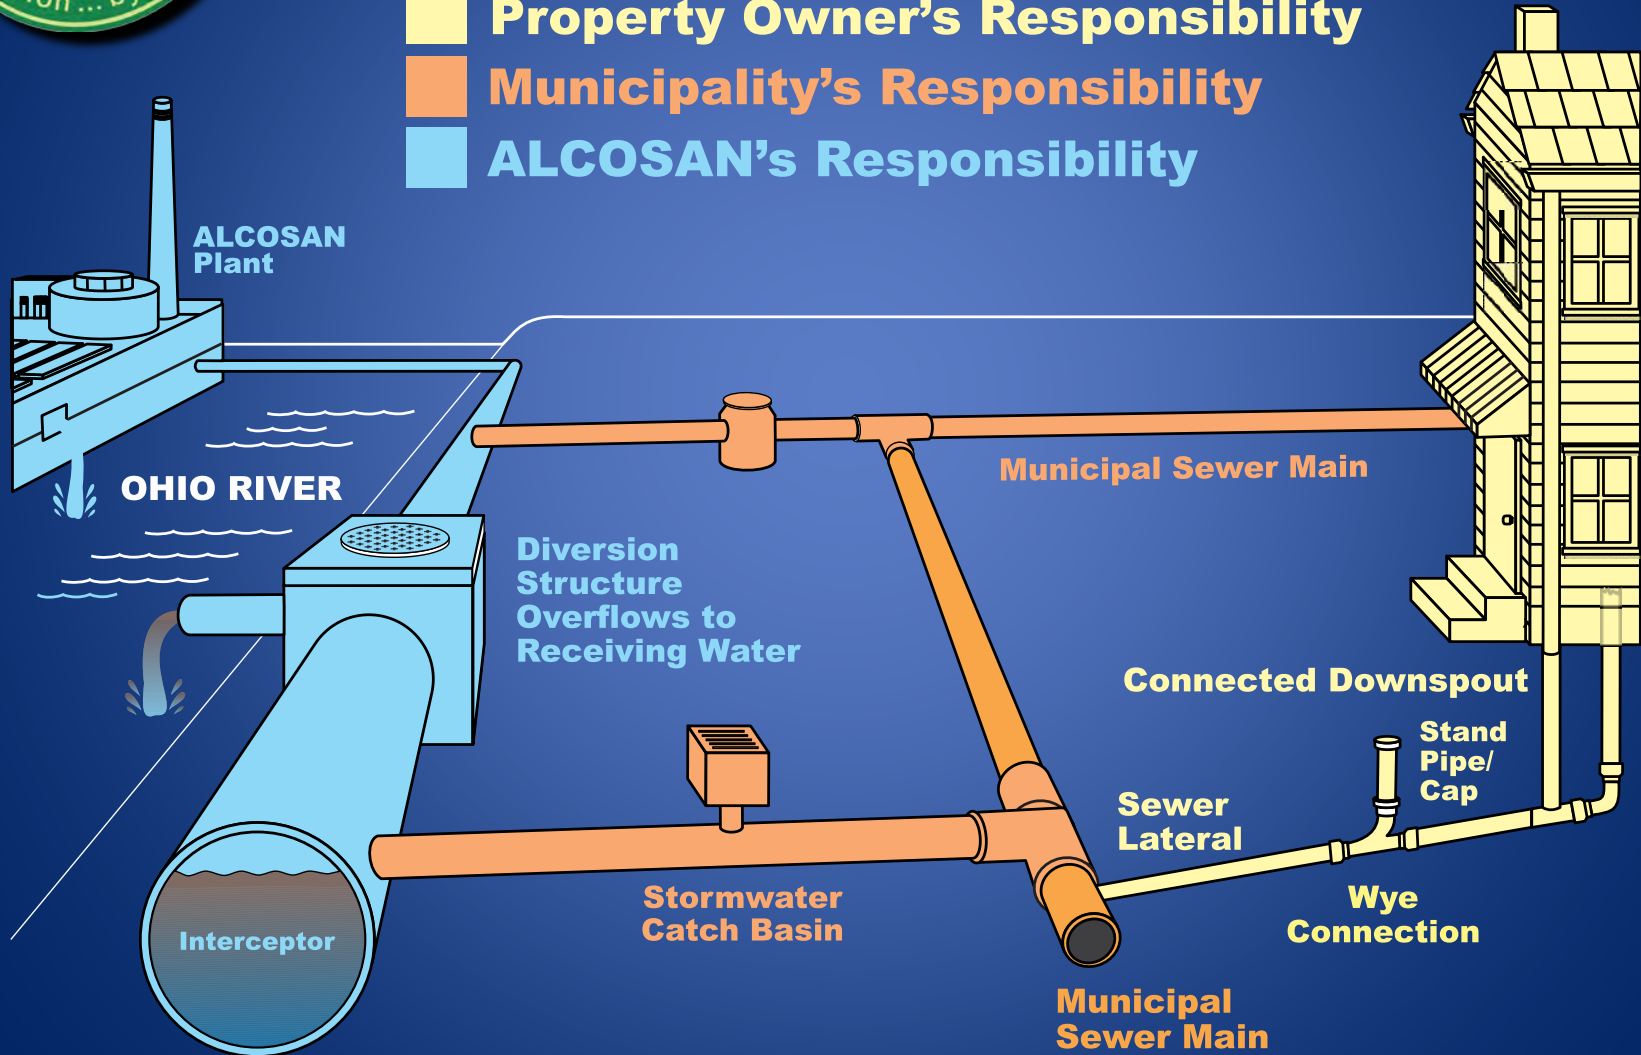 Property Owner's Responsibility
Municipality's Responsibility
ALCOSAN's Responsibility
ALCOSAN
Plant
Municipal Sewer Main
OHIO RIVER
Diversion
Structure
Overflows to
Receiving Water
Connected Downspout
Stand
Pipe/
Cap
Sewer
Lateral
Stormwater
Catch Basin
Wye
Connection
Interceptor
Municipal
Sewer Main